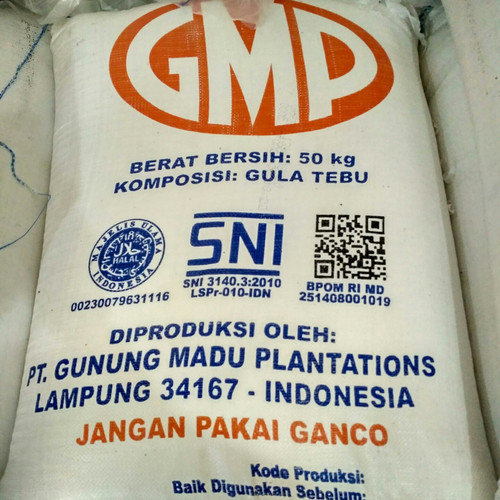 GMP
BERAT BERSIH: 50 kg
KOMPOSISI: GULA TEBU
MAJELIS ULAMA
HALAL
INDONESIA
00230079631116
SNI
SNI 3140.3:2010
LSPr-010-IDN
BPOM RI MD
251408001019
DIPRODUKSI OLEH:
PT. GUNUNG MADU PLANTATIONS
LAMPUNG 34167 - INDONESIA
JANGAN PAKAI GANCO
Kode Produksi:
Baik Digunakan Sebelum: